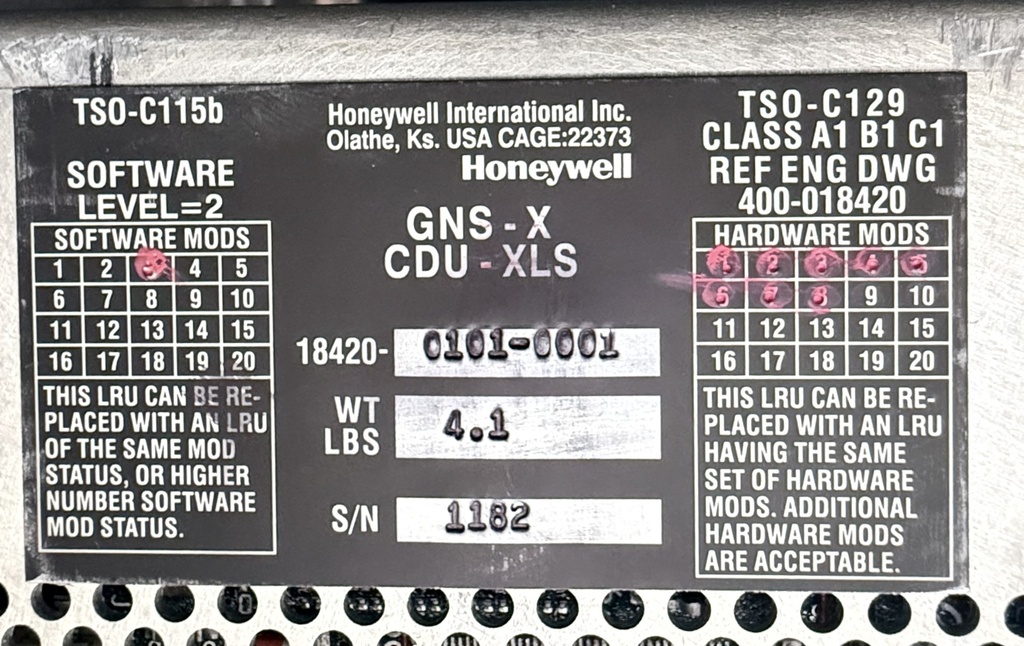 TSO-C115b
SOFTWARE
LEVEL=2
SOFTWARE MODS
1 2 3 4 5
6 7 8 9 10
11 12 13 14 15
16 17 18 19 20
THIS LRU CAN BE RE-
PLACED WITH AN LRU
OF THE SAME MOD
STATUS, OR HIGHER
NUMBER SOFTWARE
MOD STATUS.
Honeywell International Inc.
Olathe, Ks. USA CAGE:22373
Honeywell
GNS - X
CDU - XLS
18420- 0101-0001
WT
LBS 4.1
S/N 1182
TSO-C129
CLASS A1 B1 C1
REF ENG DWG
400-018420
HARDWARE MODS
1 2 3 4 5
6 7 8 9 10
11 12 13 14 15
16 17 18 19 20
THIS LRU CAN BE RE-
PLACED WITH AN LRU
HAVING THE SAME
SET OF HARDWARE
MODS. ADDITIONAL
HARDWARE MODS
ARE ACCEPTABLE.